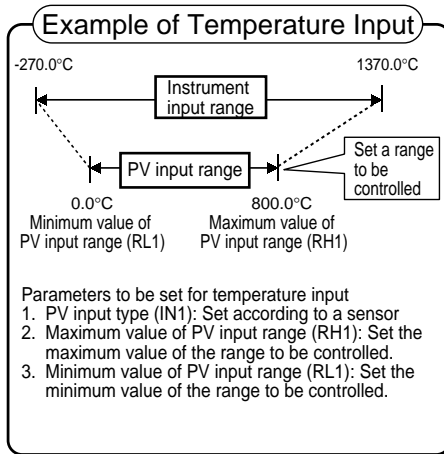 Example of Temperature Input
-270.0°C
1370.0°C
Instrument
input range
PV input range
Set a range
to be
controlled
0.0°C
800.0°C
Minimum value of
PV input range (RL1)
Maximum value of
PV input range (RH1)
Parameters to be set for temperature input
1. PV input type (IN1): Set according to a sensor
2. Maximum value of PV input range (RH1): Set the
maximum value of the range to be controlled.
3. Minimum value of PV input range (RL1): Set the
minimum value of the range to be controlled.